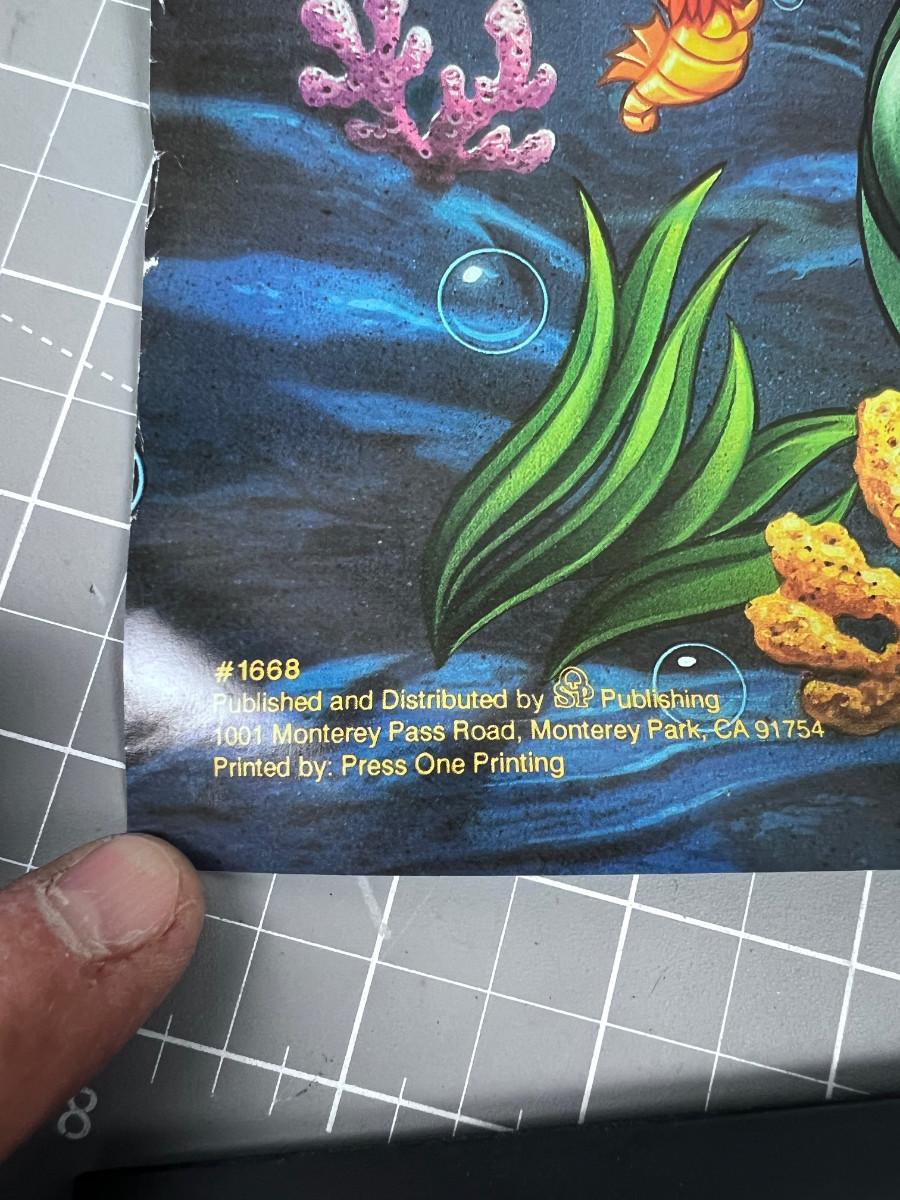 #1668
Published and Distributed by SP Publishing
1001 Monterey Pass Road, Monterey Park, CA 91754
Printed by: Press One Printing
8